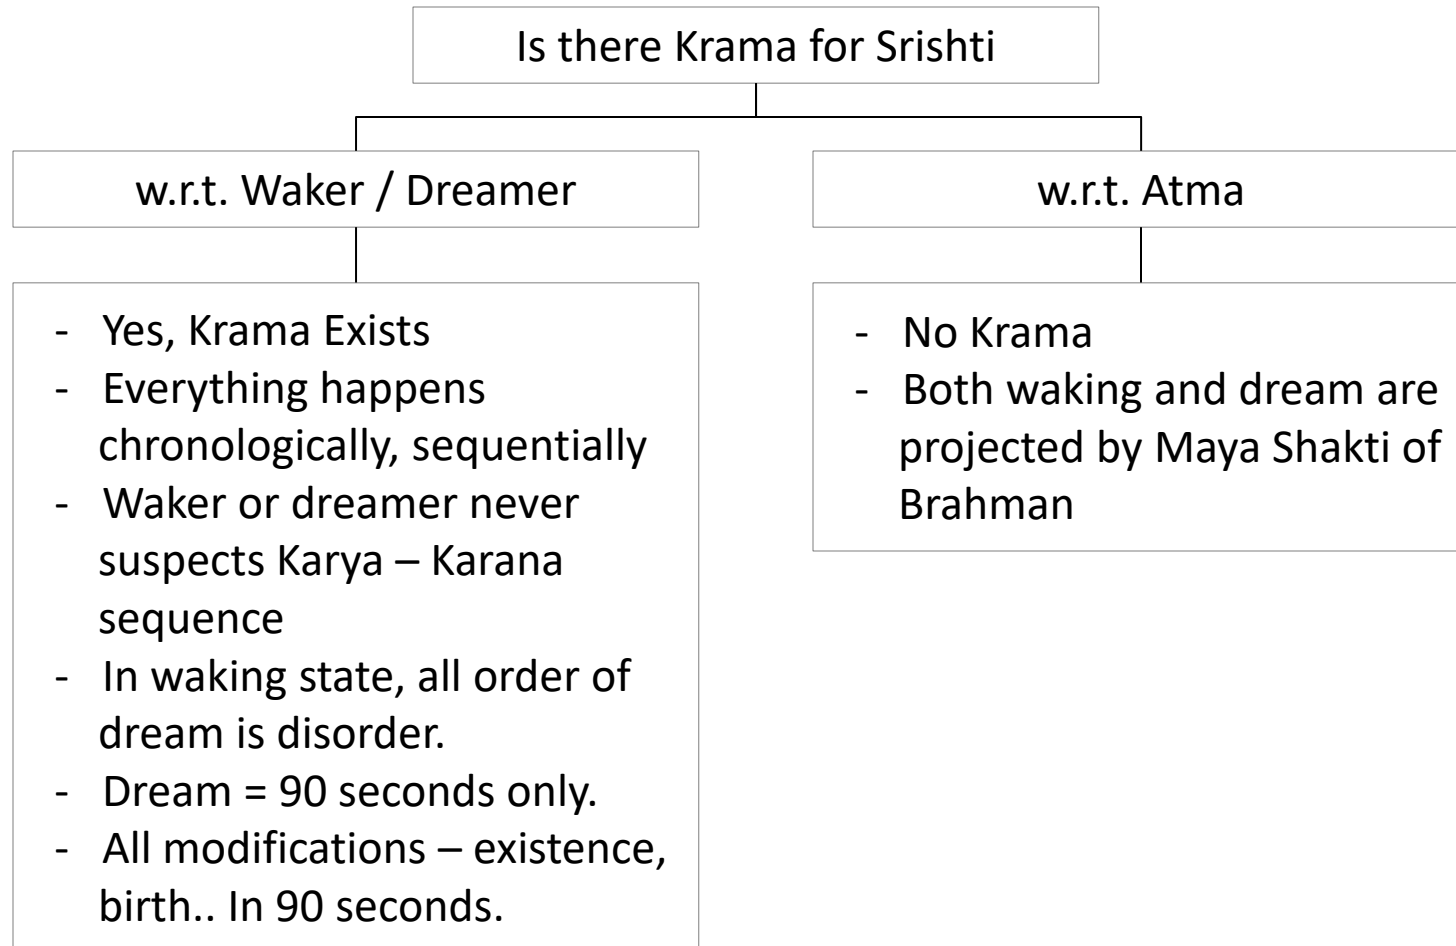 Is there Krama for Srishti
w.r.t. Waker / Dreamer
- Yes, Krama Exists
- Everything happens
chronologically, sequentially
- Waker or dreamer never
suspects Karya – Karana
sequence
- In waking state, all order of
dream is disorder.
- Dream = 90 seconds only.
- All modifications – existence,
birth.. In 90 seconds.
w.r.t. Atma
- No Krama
- Both waking and dream are
projected by Maya Shakti of
Brahman